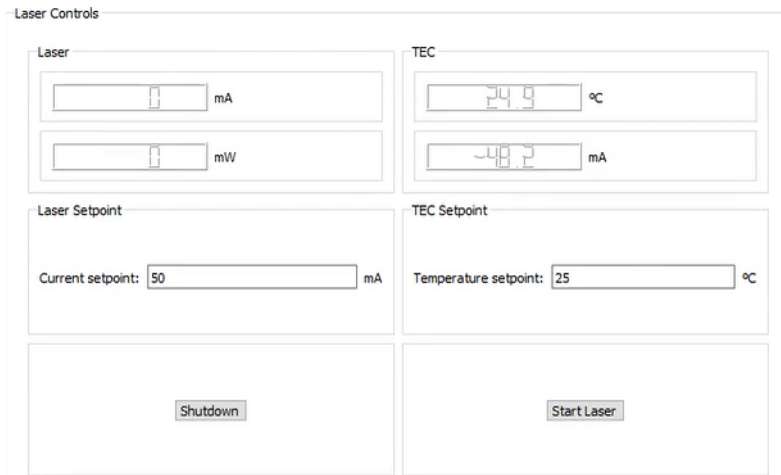 Laser Controls
Laser
0 mA
0 mW
TEC
24.9 ºC
-48.2 mA
Laser Setpoint
Current setpoint: 50 mA
TEC Setpoint
Temperature setpoint: 25 ºC
Shutdown
Start Laser